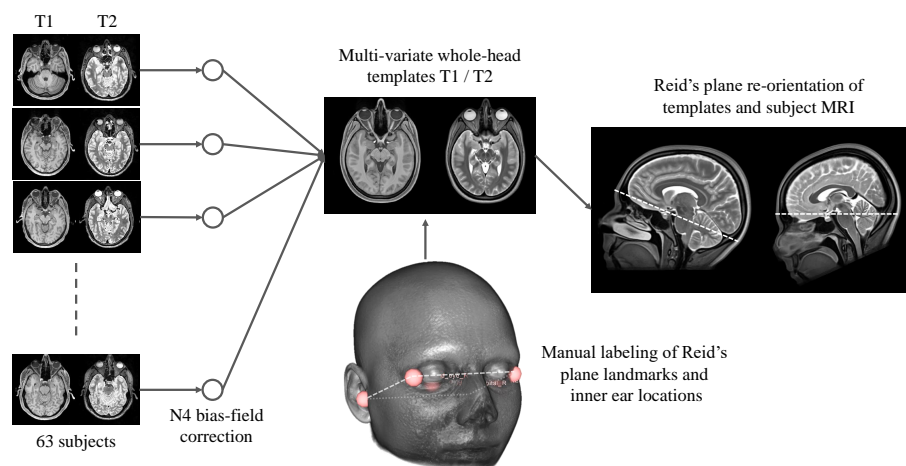 T1 T2
Multi-variate whole-head
templates T1 / T2
Reid's plane re-orientation of
templates and subject MRI
Manual labeling of Reid's
plane landmarks and
inner ear locations
N4 bias-field
correction
63 subjects